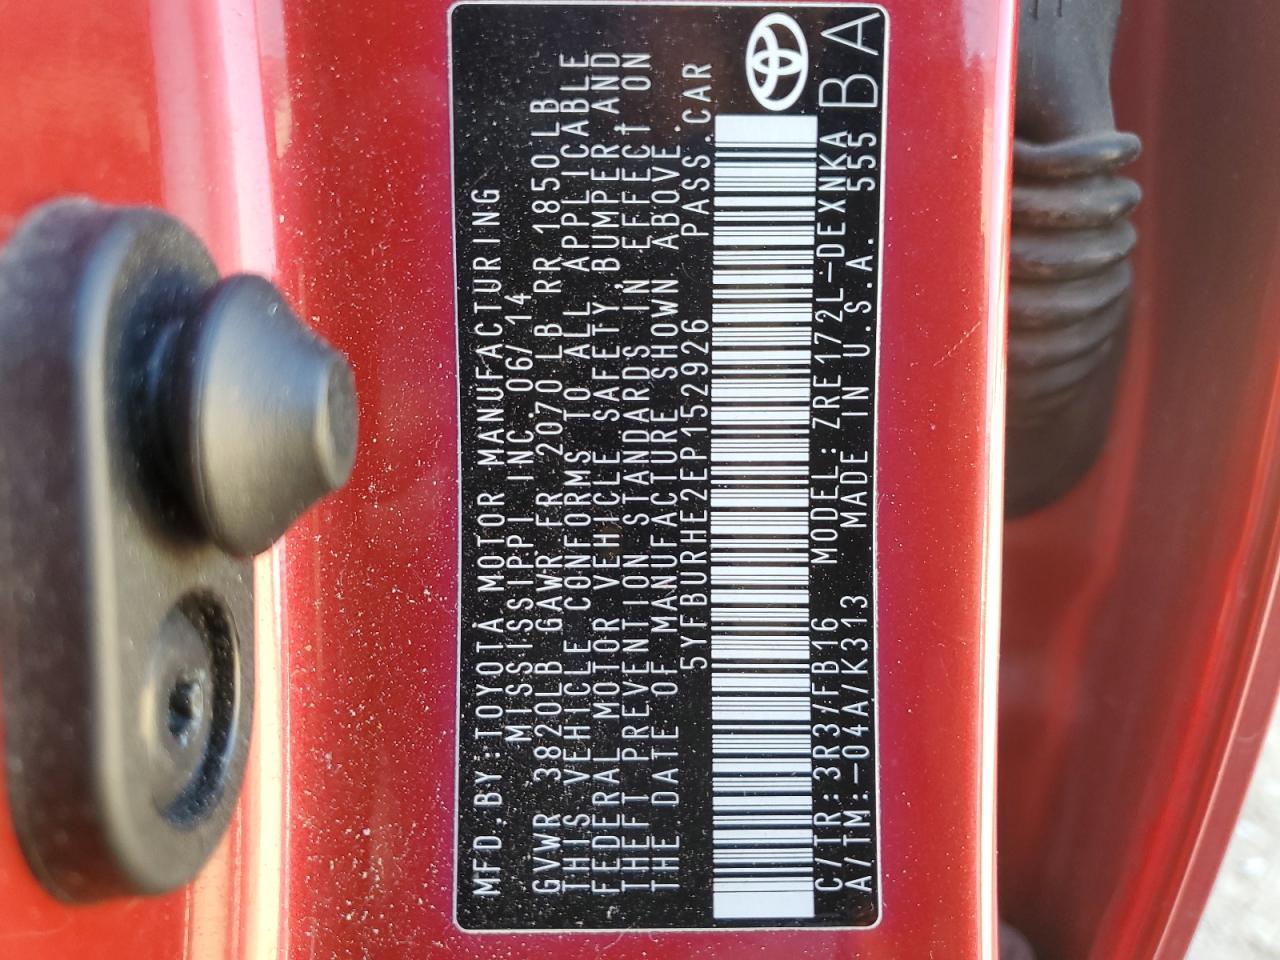 MFD.BY:TOYOTA MOTOR MANUFACTURING
MISSISSIPPI INC. 06/14
GVWR 3820LB GAWR FR 2070LB RR 1850LB
THIS VEHICLE CONFORMS TO ALL APPLICABLE
FEDERAL MOTOR VEHICLE SAFETY,BUMPER,AND
THEFT PREVENTION STANDARDS IN EFFECT ON
THE DATE OF MANUFACTURE SHOWN ABOVE.
5YFBURHE2EP152926 PASS.CAR
C/TR:3R3/FB16 MODEL:ZRE172L-DEXNKA
A/TM:-04A/K313 MADE IN U.S.A. 555 BA